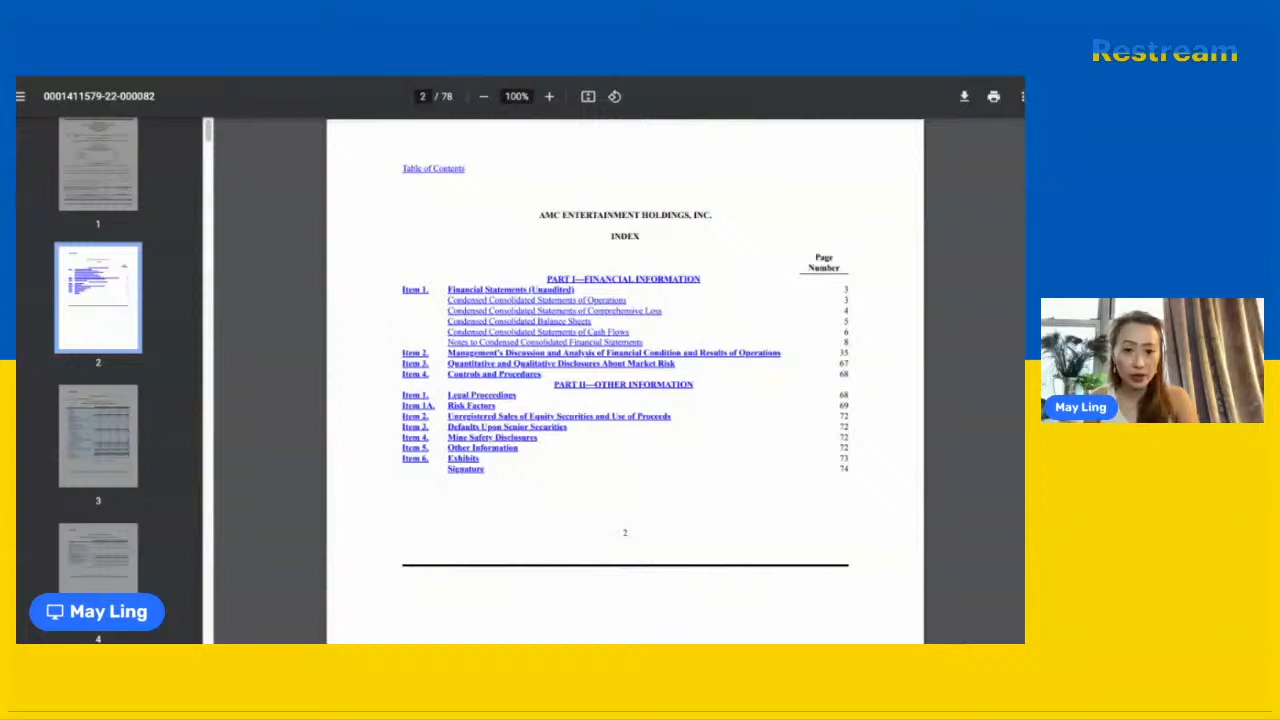 Restream
0001411579-22-000082
2 / 78
100%
Table of Contents
AMC ENTERTAINMENT HOLDINGS, INC.
INDEX
Page
Number
PART I—FINANCIAL INFORMATION
Item 1. Financial Statements (Unaudited) 3
Condensed Consolidated Statements of Operations 3
Condensed Consolidated Statements of Comprehensive Loss 4
Condensed Consolidated Balance Sheets 5
Condensed Consolidated Statements of Cash Flows 6
Notes to Condensed Consolidated Financial Statements 8
Item 2. Management's Discussion and Analysis of Financial Condition and Results of Operations 35
Item 3. Quantitative and Qualitative Disclosures About Market Risk 67
Item 4. Controls and Procedures 68
PART II—OTHER INFORMATION
Item 1. Legal Proceedings 68
Item 1A. Risk Factors 69
Item 2. Unregistered Sales of Equity Securities and Use of Proceeds 72
Item 3. Defaults Upon Senior Securities 72
Item 4. Mine Safety Disclosures 72
Item 5. Other Information 72
Item 6. Exhibits 73
Signature 74
2
1
2
3
4
May Ling
May Ling